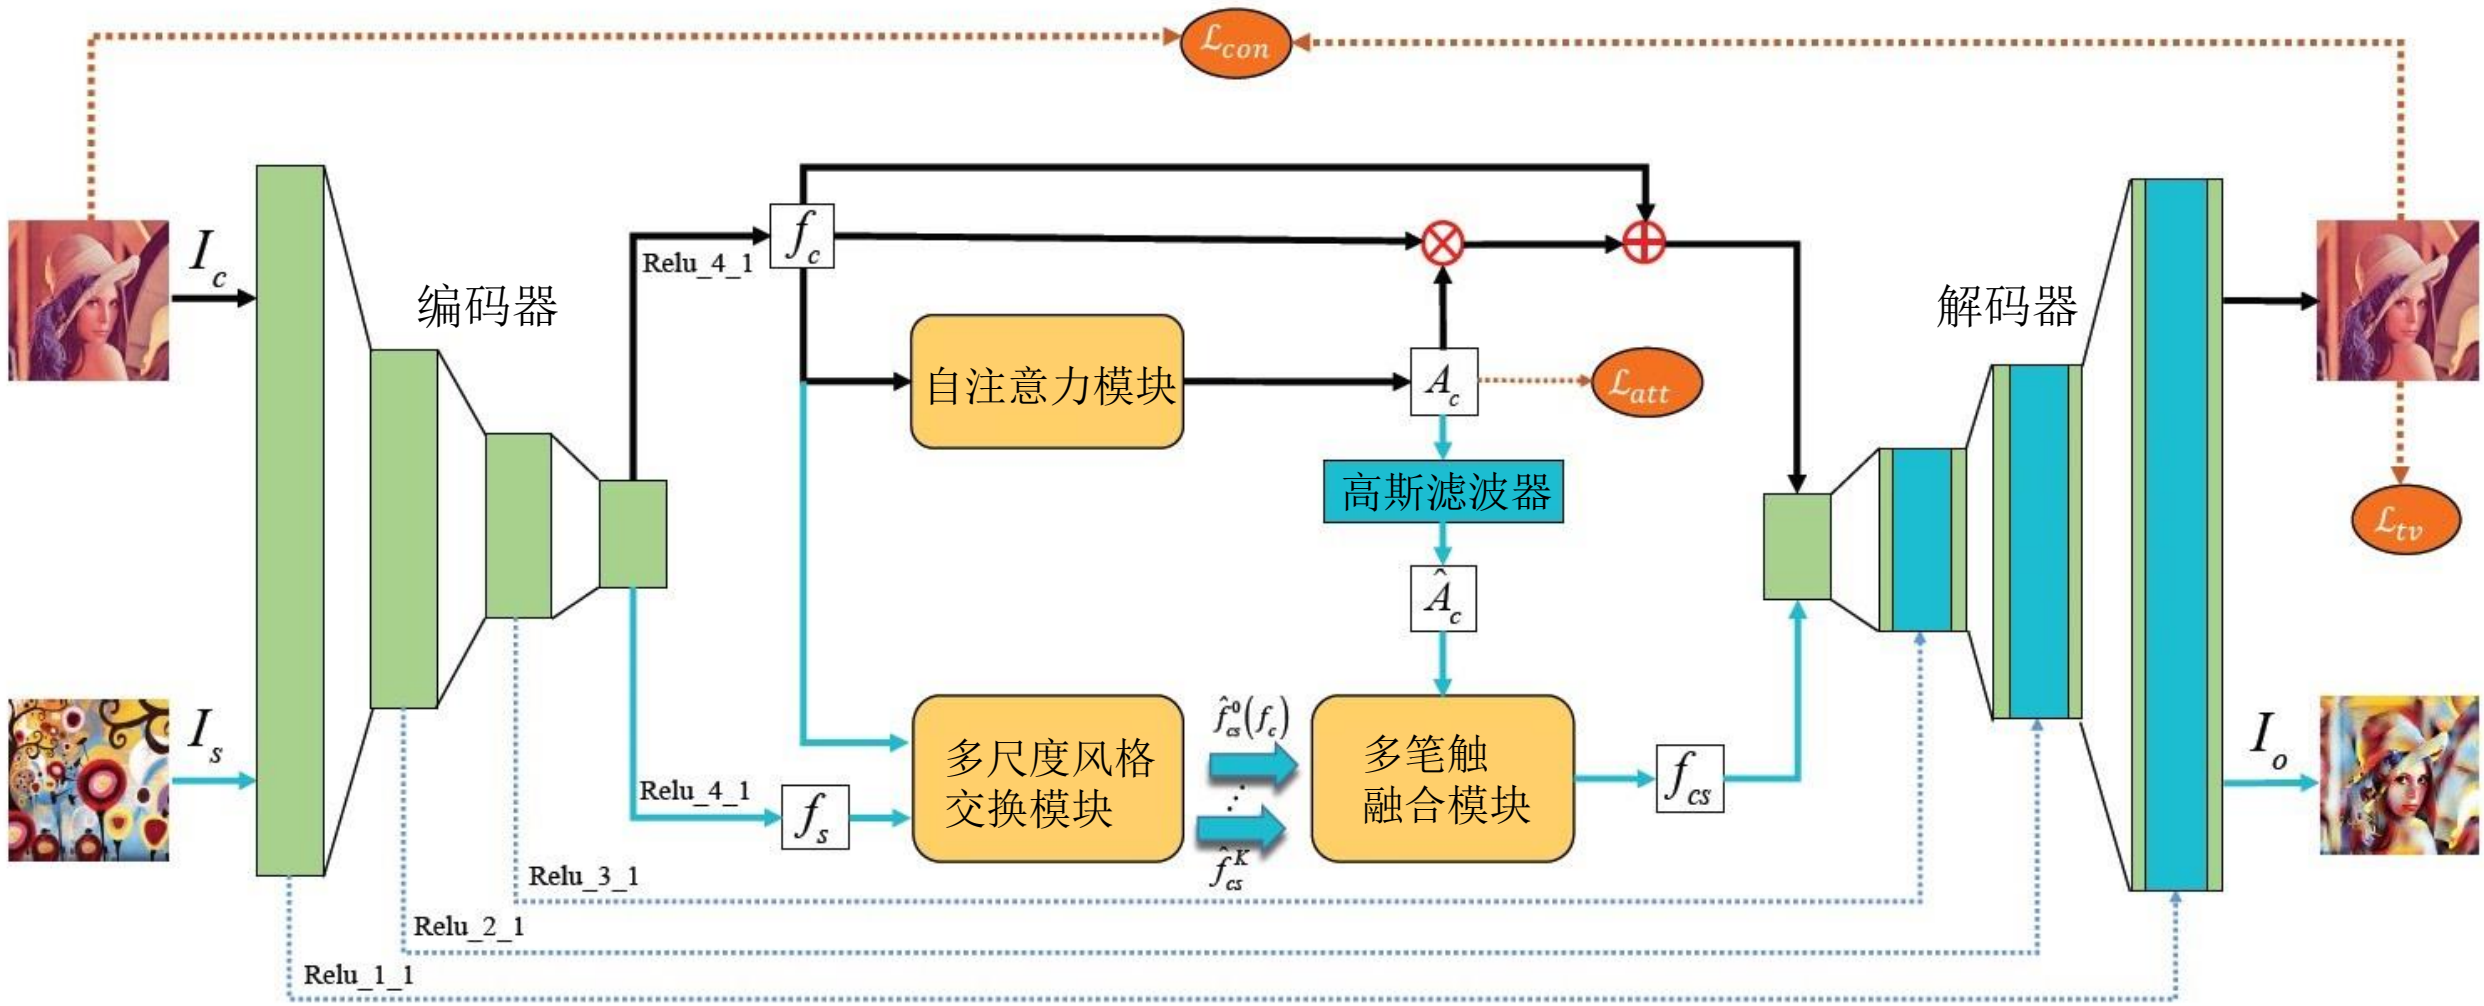 ℒcon
Ic
编码器
Relu_4_1
fc
自注意力模块
Ac
ℒatt
高斯滤波器
Âc
解码器
ℒtv
Is
Relu_4_1
fs
多尺度风格
交换模块
f̂cs⁰(fc)
⋮
f̂csᴷ
多笔触
融合模块
fcs
Io
Relu_3_1
Relu_2_1
Relu_1_1